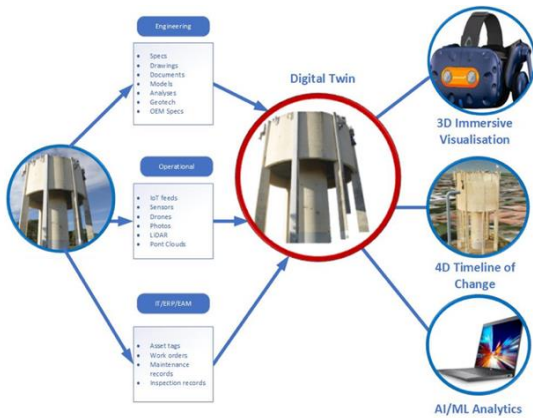 Engineering
Specs
Drawings
Documents
Models
Analyses
Geotech
OEM Specs
Operational
IoT feeds
Sensors
Drones
Photos
LiDAR
Pont Clouds
IT/ERP/EAM
Asset tags
Work orders
Maintenance
records
Inspection records
Digital Twin
3D Immersive
Visualisation
4D Timeline of
Change
AI/ML Analytics